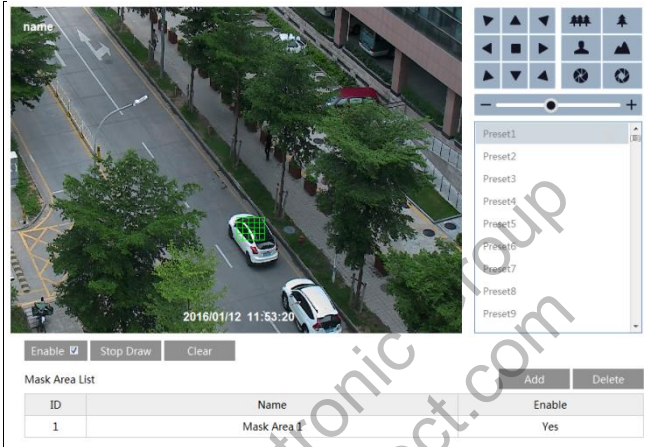 name
2016/01/12 11:53:20
Preset1
Preset2
Preset3
Preset4
Preset5
Preset6
Preset7
Preset8
Preset9
Enable Stop Draw Clear
Mask Area List Add Delete
ID Name Enable
1 Mask Area 1 Yes